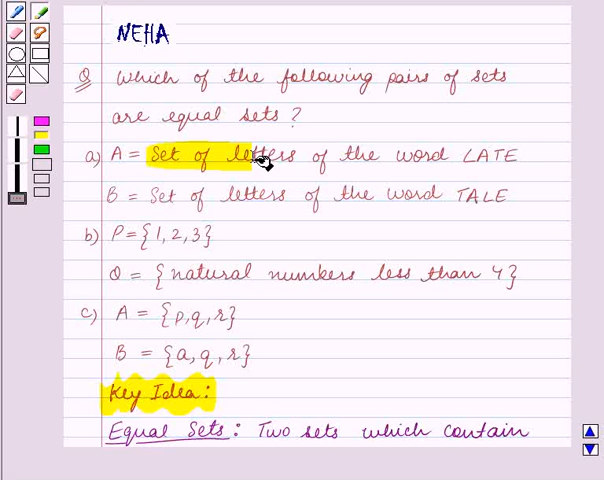 NEHA
Q Which of the following pairs of sets
are equal sets?
a) A = Set of letters of the word LATE
B = Set of letters of the word TALE
b) P = {1, 2, 3}
Q = {natural numbers less than 4}
c) A = {p, q, r}
B = {a, q, r}
Key Idea:
Equal Sets: Two sets which contain